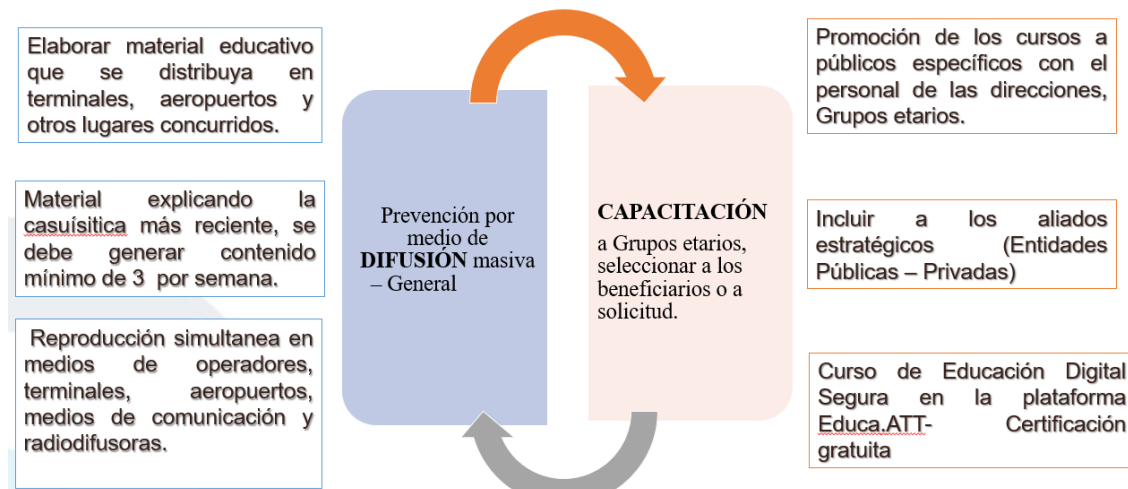 Elaborar material educativo
que se distribuya en
terminales, aeropuertos y
otros lugares concurridos.
Material explicando la
casuísitica más reciente, se
debe generar contenido
mínimo de 3 por semana.
Reproducción simultanea en
medios de operadores,
terminales, aeropuertos,
medios de comunicación y
radiodifusoras.
Prevención por
medio de
DIFUSIÓN masiva
– General
CAPACITACIÓN
a Grupos etarios,
seleccionar a los
beneficiarios o a
solicitud.
Promoción de los cursos a
públicos específicos con el
personal de las direcciones,
Grupos etarios.
Incluir a los aliados
estratégicos (Entidades
Públicas – Privadas)
Curso de Educación Digital
Segura en la plataforma
Educa.ATT- Certificación
gratuita